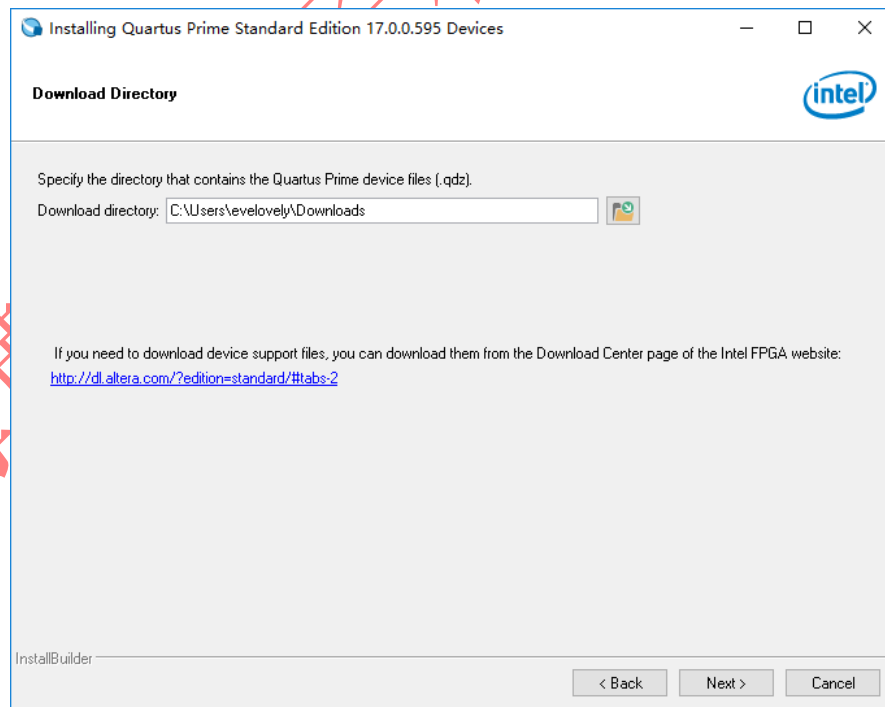 Installing Quartus Prime Standard Edition 17.0.0.595 Devices
Download Directory
intel
Specify the directory that contains the Quartus Prime device files (.qdz).
Download directory: C:\Users\evelovely\Downloads
If you need to download device support files, you can download them from the Download Center page of the Intel FPGA website:
http://dl.altera.com/?edition=standard/#tabs-2
InstallBuilder
< Back Next > Cancel